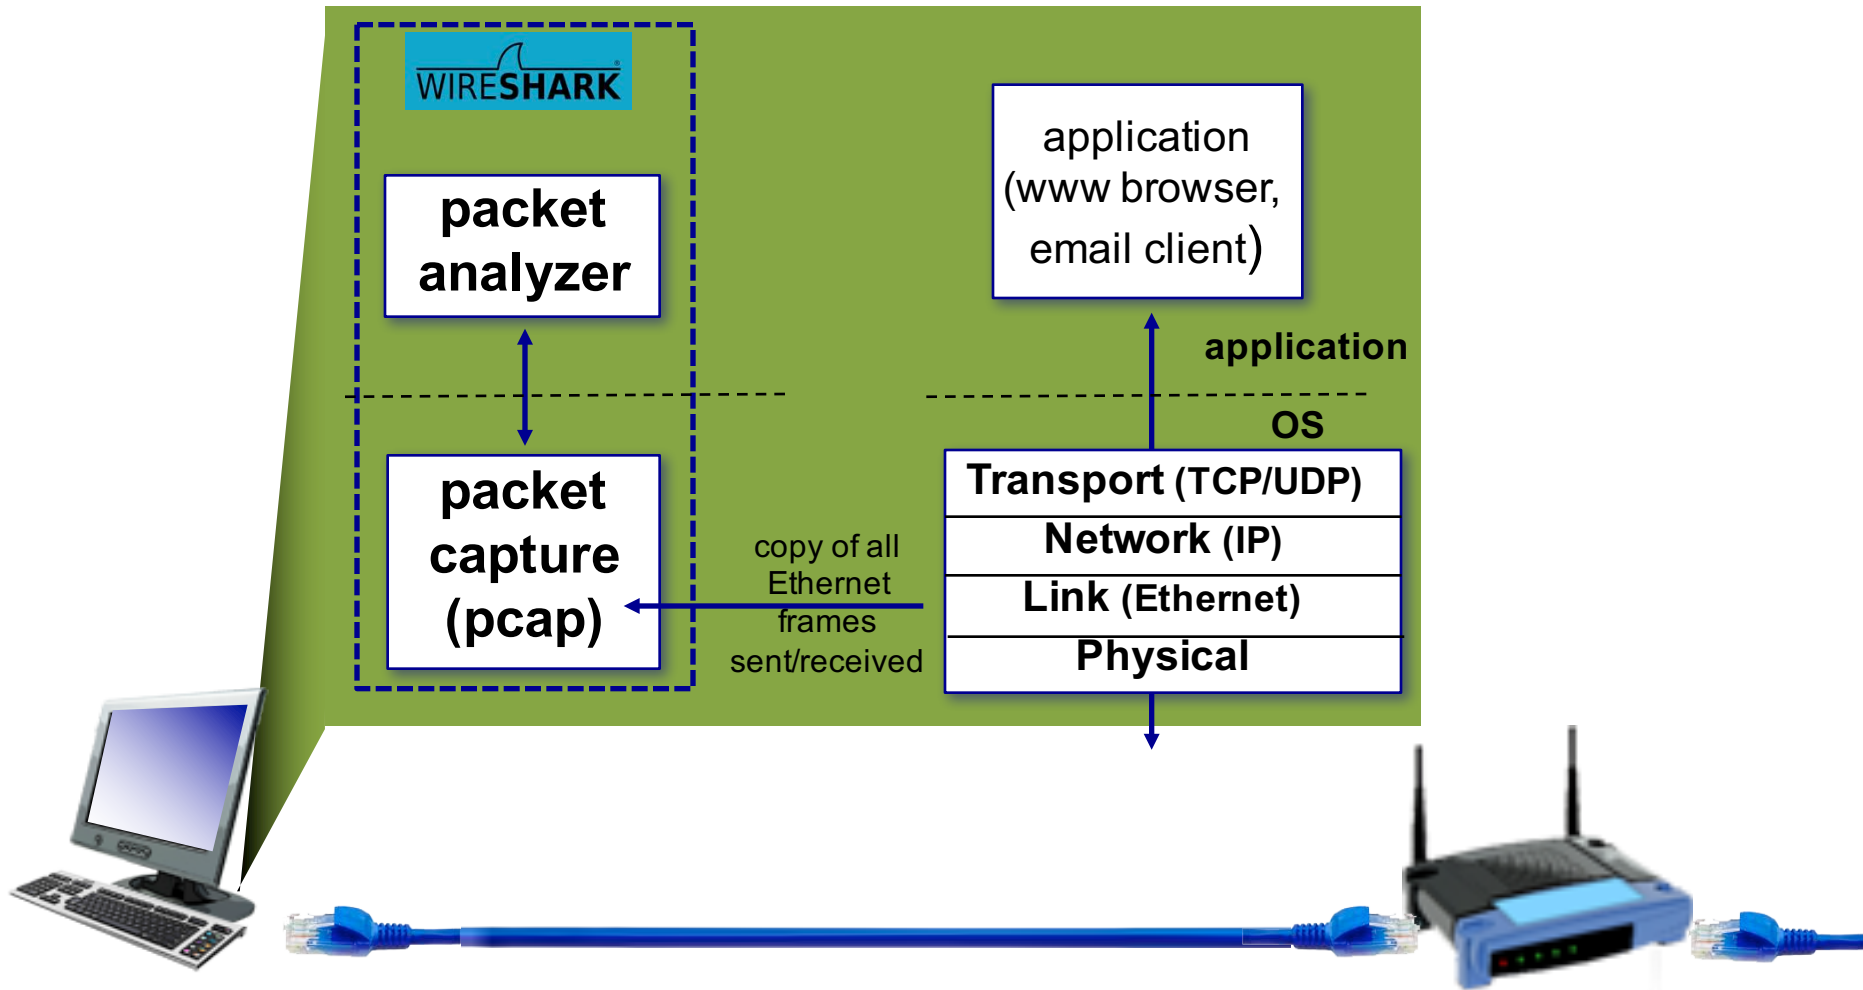 WIRESHARK
packet
analyzer
packet
capture
(pcap)
copy of all
Ethernet
frames
sent/received
application
(www browser,
email client)
application
OS
Transport (TCP/UDP)
Network (IP)
Link (Ethernet)
Physical